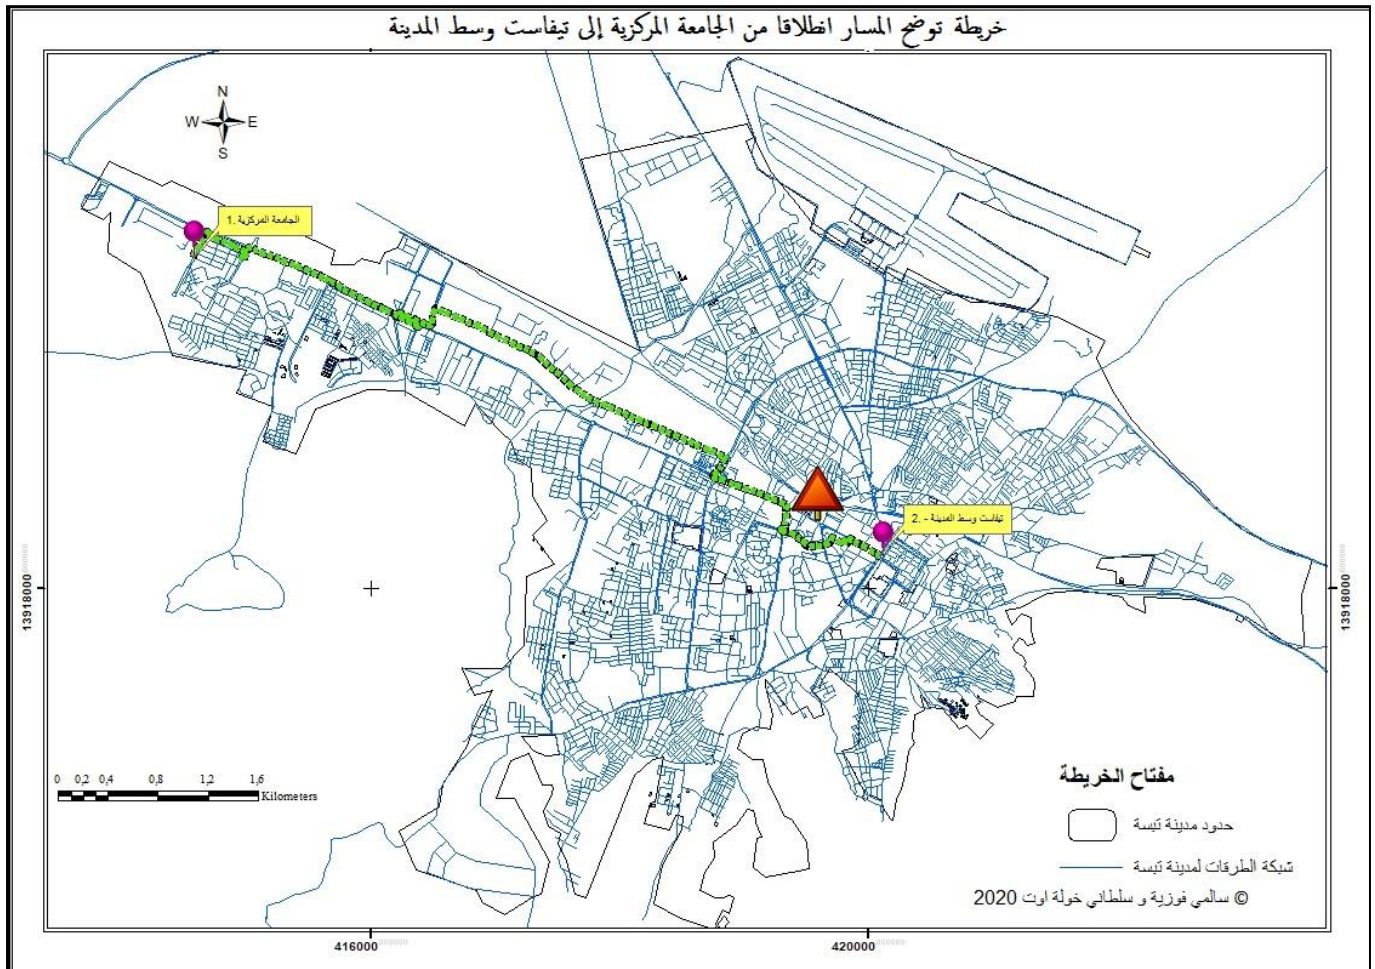 خريطة توضح المسار انطلاقا من الجامعة المركزية إلى تيفاست وسط المدينة
N
W E
S
1. الجامعة المركزية
2. - تيفاست وسط المدينة
13918000
13918000
0 0,2 0,4 0,8 1,2 1,6
Kilometers
مفتاح الخريطة
حدود مدينة تبسة
شبكة الطرقات لمدينة تبسة
© سالمي فوزية و سلطاني خولة اوت 2020
416000
420000